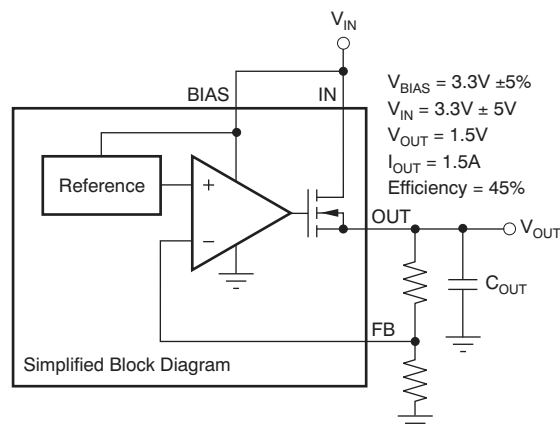 V_IN
BIAS
IN
V_BIAS = 3.3V ±5%
V_IN = 3.3V ± 5V
V_OUT = 1.5V
I_OUT = 1.5A
Efficiency = 45%
Reference
+
−
OUT
V_OUT
C_OUT
FB
Simplified Block Diagram